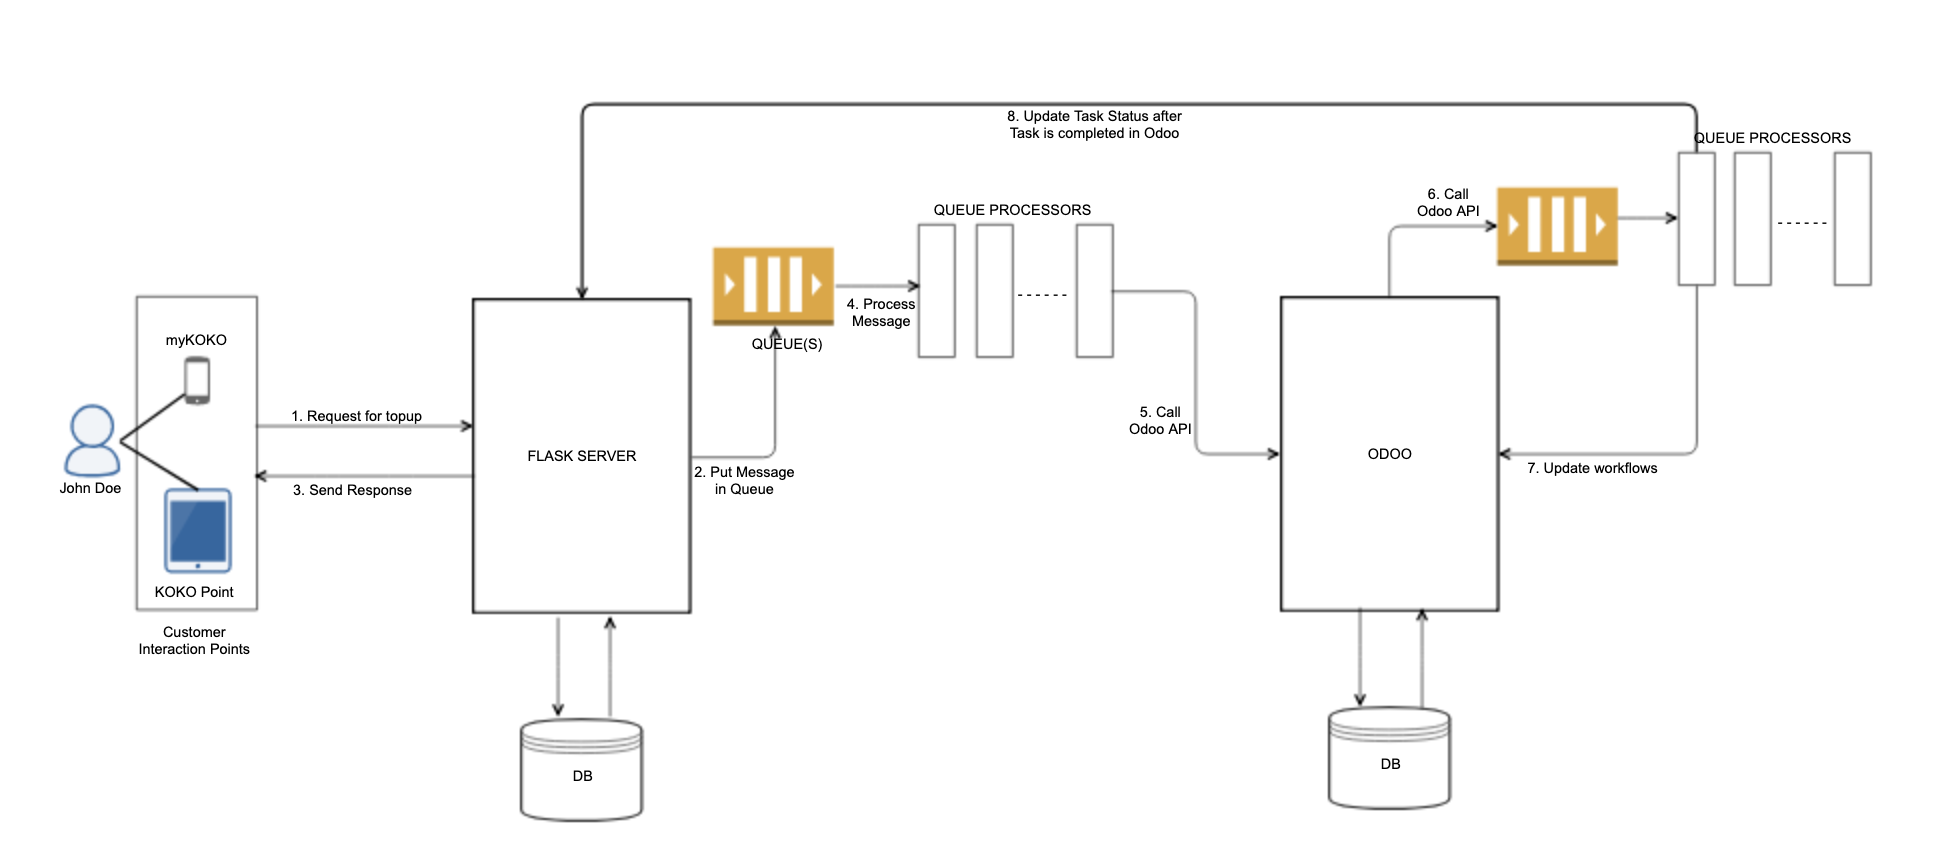 8. Update Task Status after
Task is completed in Odoo
QUEUE PROCESSORS
6. Call
Odoo API
QUEUE PROCESSORS
4. Process
Message
QUEUE(S)
myKOKO
1. Request for topup
5. Call
Odoo API
FLASK SERVER
ODOO
2. Put Message
in Queue
7. Update workflows
John Doe
3. Send Response
KOKO Point
Customer
Interaction Points
DB
DB